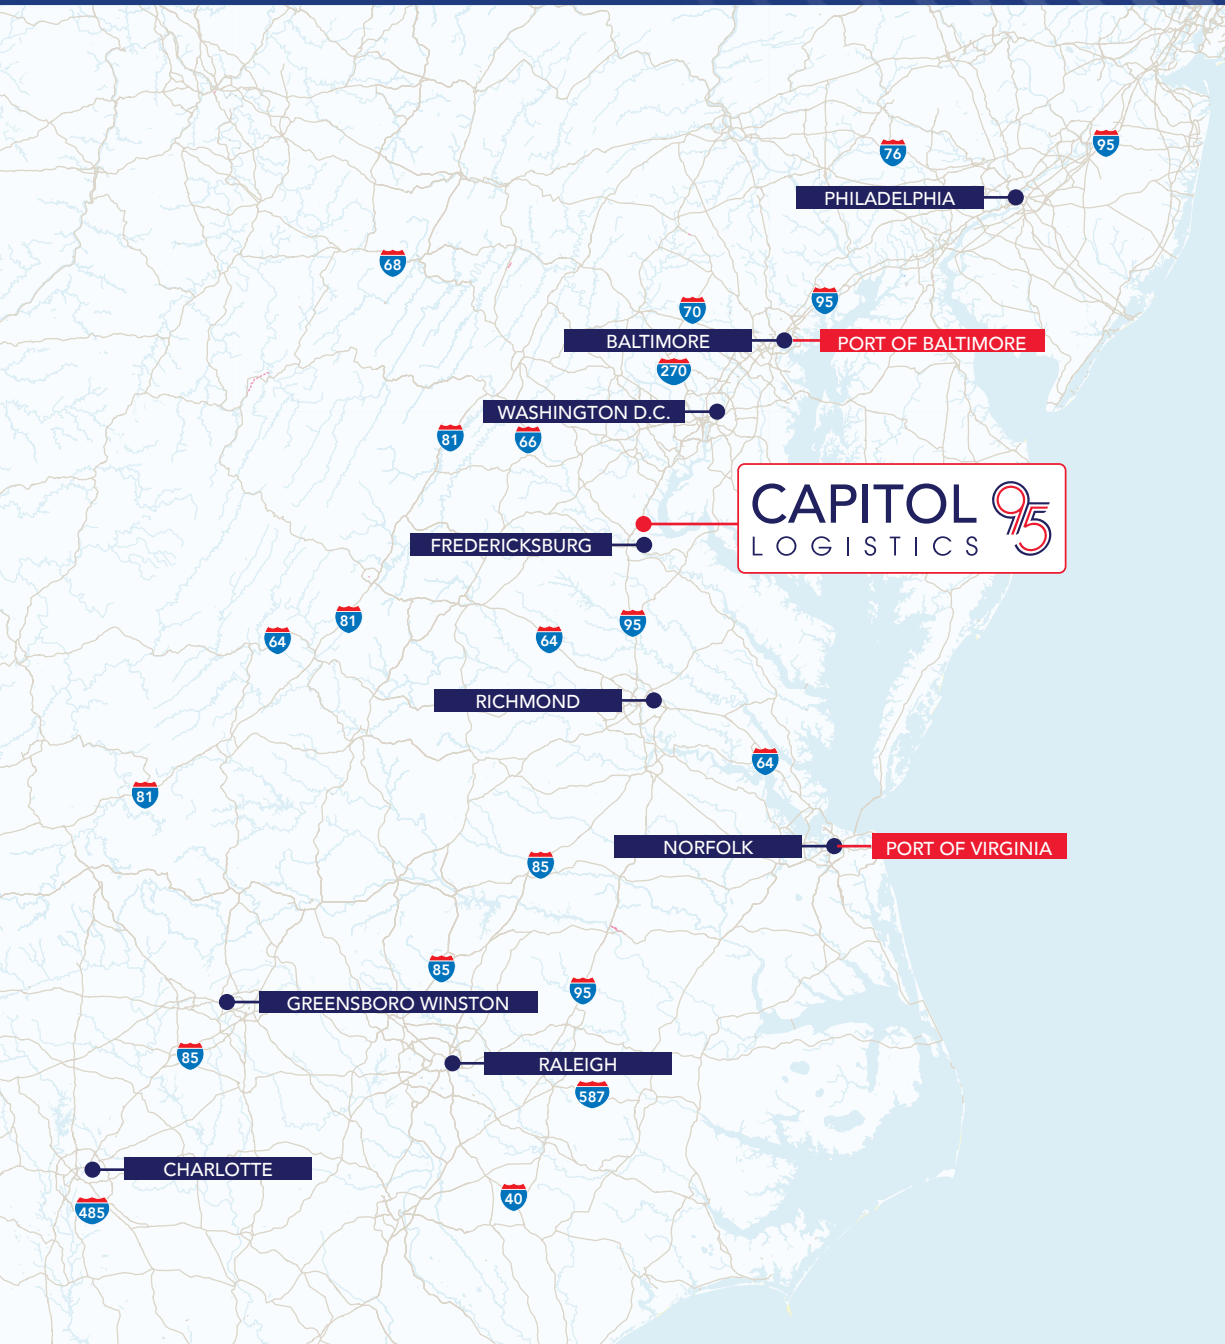 76
95
PHILADELPHIA
68
70
95
BALTIMORE
PORT OF BALTIMORE
270
WASHINGTON D.C.
81
66
CAPITOL 95
LOGISTICS
FREDERICKSBURG
81
64
64
95
RICHMOND
64
81
NORFOLK
PORT OF VIRGINIA
85
85
95
GREENSBORO WINSTON
85
RALEIGH
587
CHARLOTTE
485
40